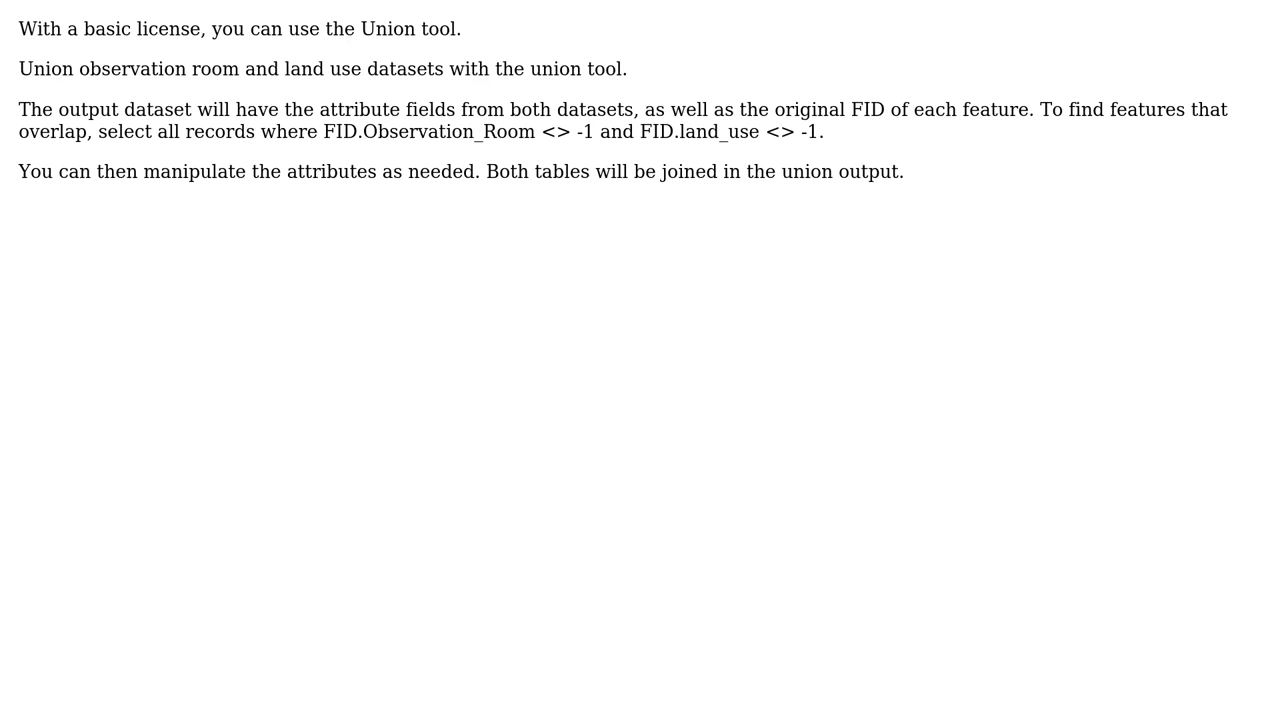 With a basic license, you can use the Union tool.
Union observation room and land use datasets with the union tool.
The output dataset will have the attribute fields from both datasets, as well as the original FID of each feature. To find features that
overlap, select all records where FID.Observation_Room <> -1 and FID.land_use <> -1.
You can then manipulate the attributes as needed. Both tables will be joined in the union output.